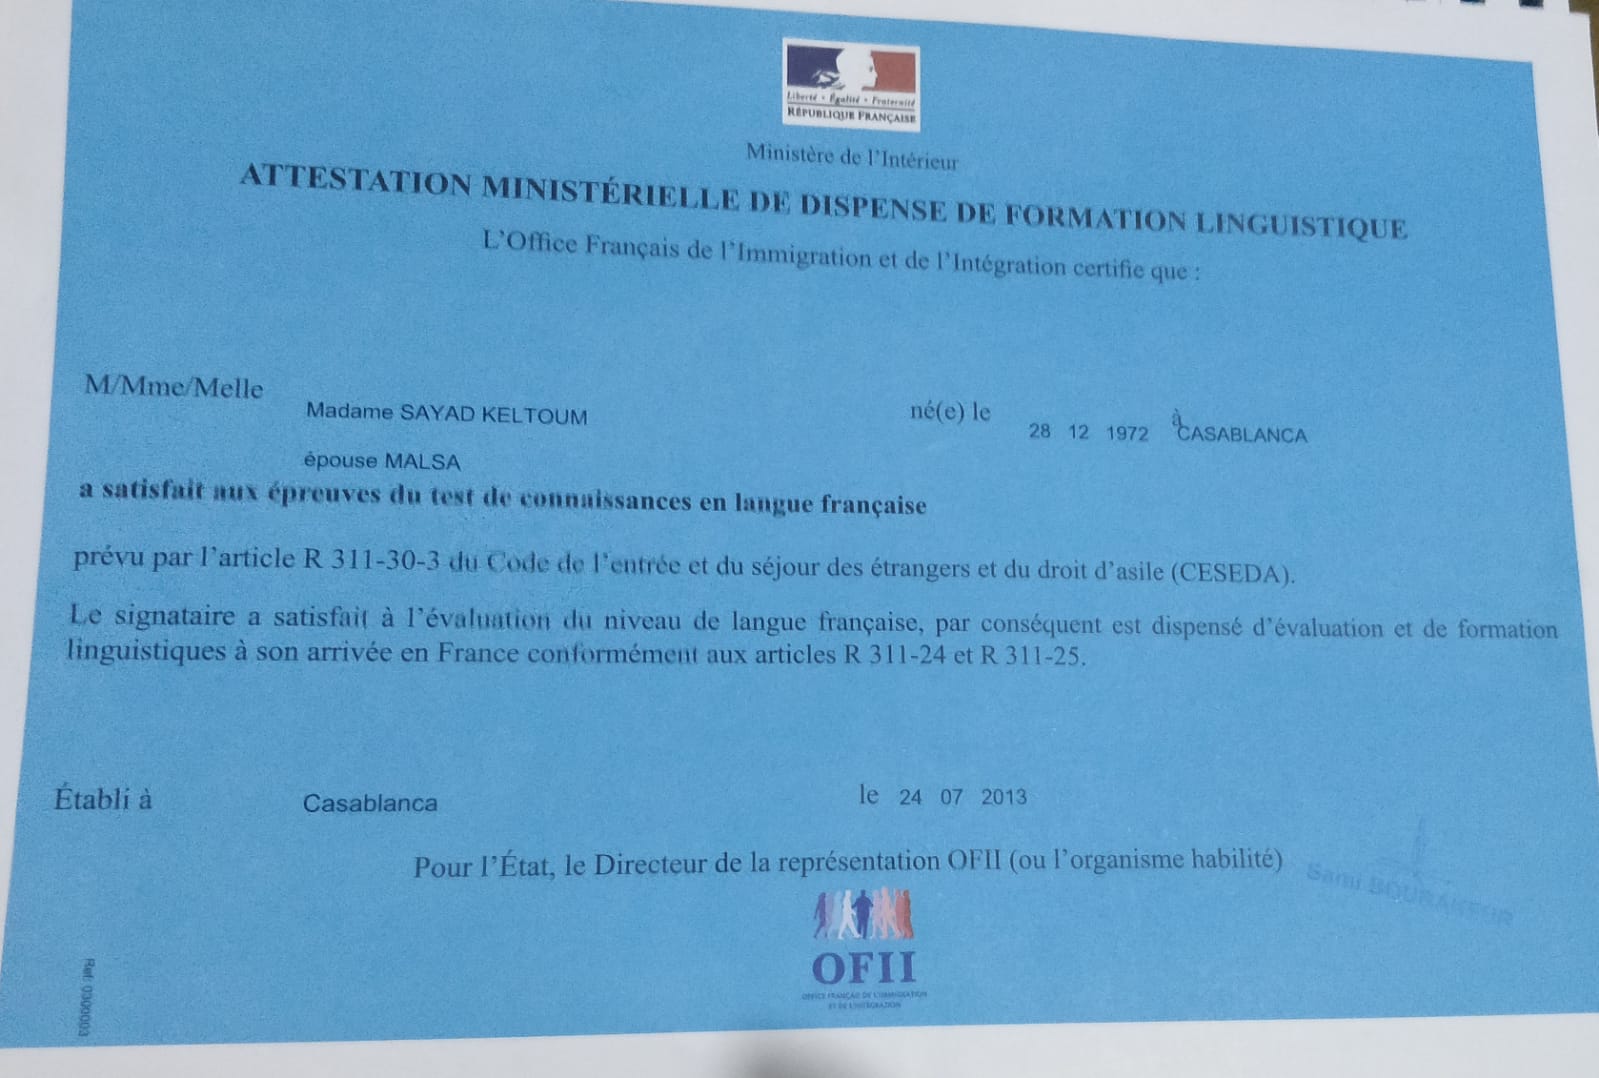 Liberté • Égalité • Fraternité
RÉPUBLIQUE FRANÇAISE
Ministère de l'Intérieur
ATTESTATION MINISTÉRIELLE DE DISPENSE DE FORMATION LINGUISTIQUE
L'Office Français de l'Immigration et de l'Intégration certifie que :
M/Mme/Melle
Madame SAYAD KELTOUM né(e) le 28 12 1972 à CASABLANCA
épouse MALSA
a satisfait aux épreuves du test de connaissances en langue française
prévu par l'article R 311-30-3 du Code de l'entrée et du séjour des étrangers et du droit d'asile (CESEDA).
Le signataire a satisfait à l'évaluation du niveau de langue française, par conséquent est dispensé d'évaluation et de formation
linguistiques à son arrivée en France conformément aux articles R 311-24 et R 311-25.
Établi à Casablanca le 24 07 2013
Pour l'État, le Directeur de la représentation OFII (ou l'organisme habilité)
Sami
OFII
OFFICE FRANÇAIS DE L'IMMIGRATION
ET DE L'INTÉGRATION
Ref: 0300003